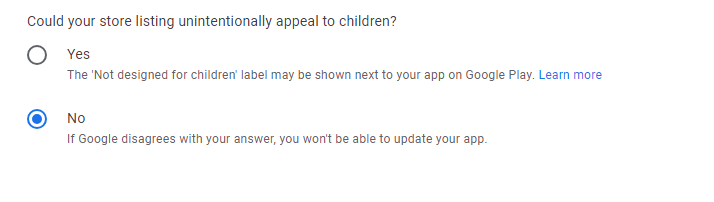 Could your store listing unintentionally appeal to children?
Yes
The 'Not designed for children' label may be shown next to your app on Google Play. Learn more
No
If Google disagrees with your answer, you won't be able to update your app.